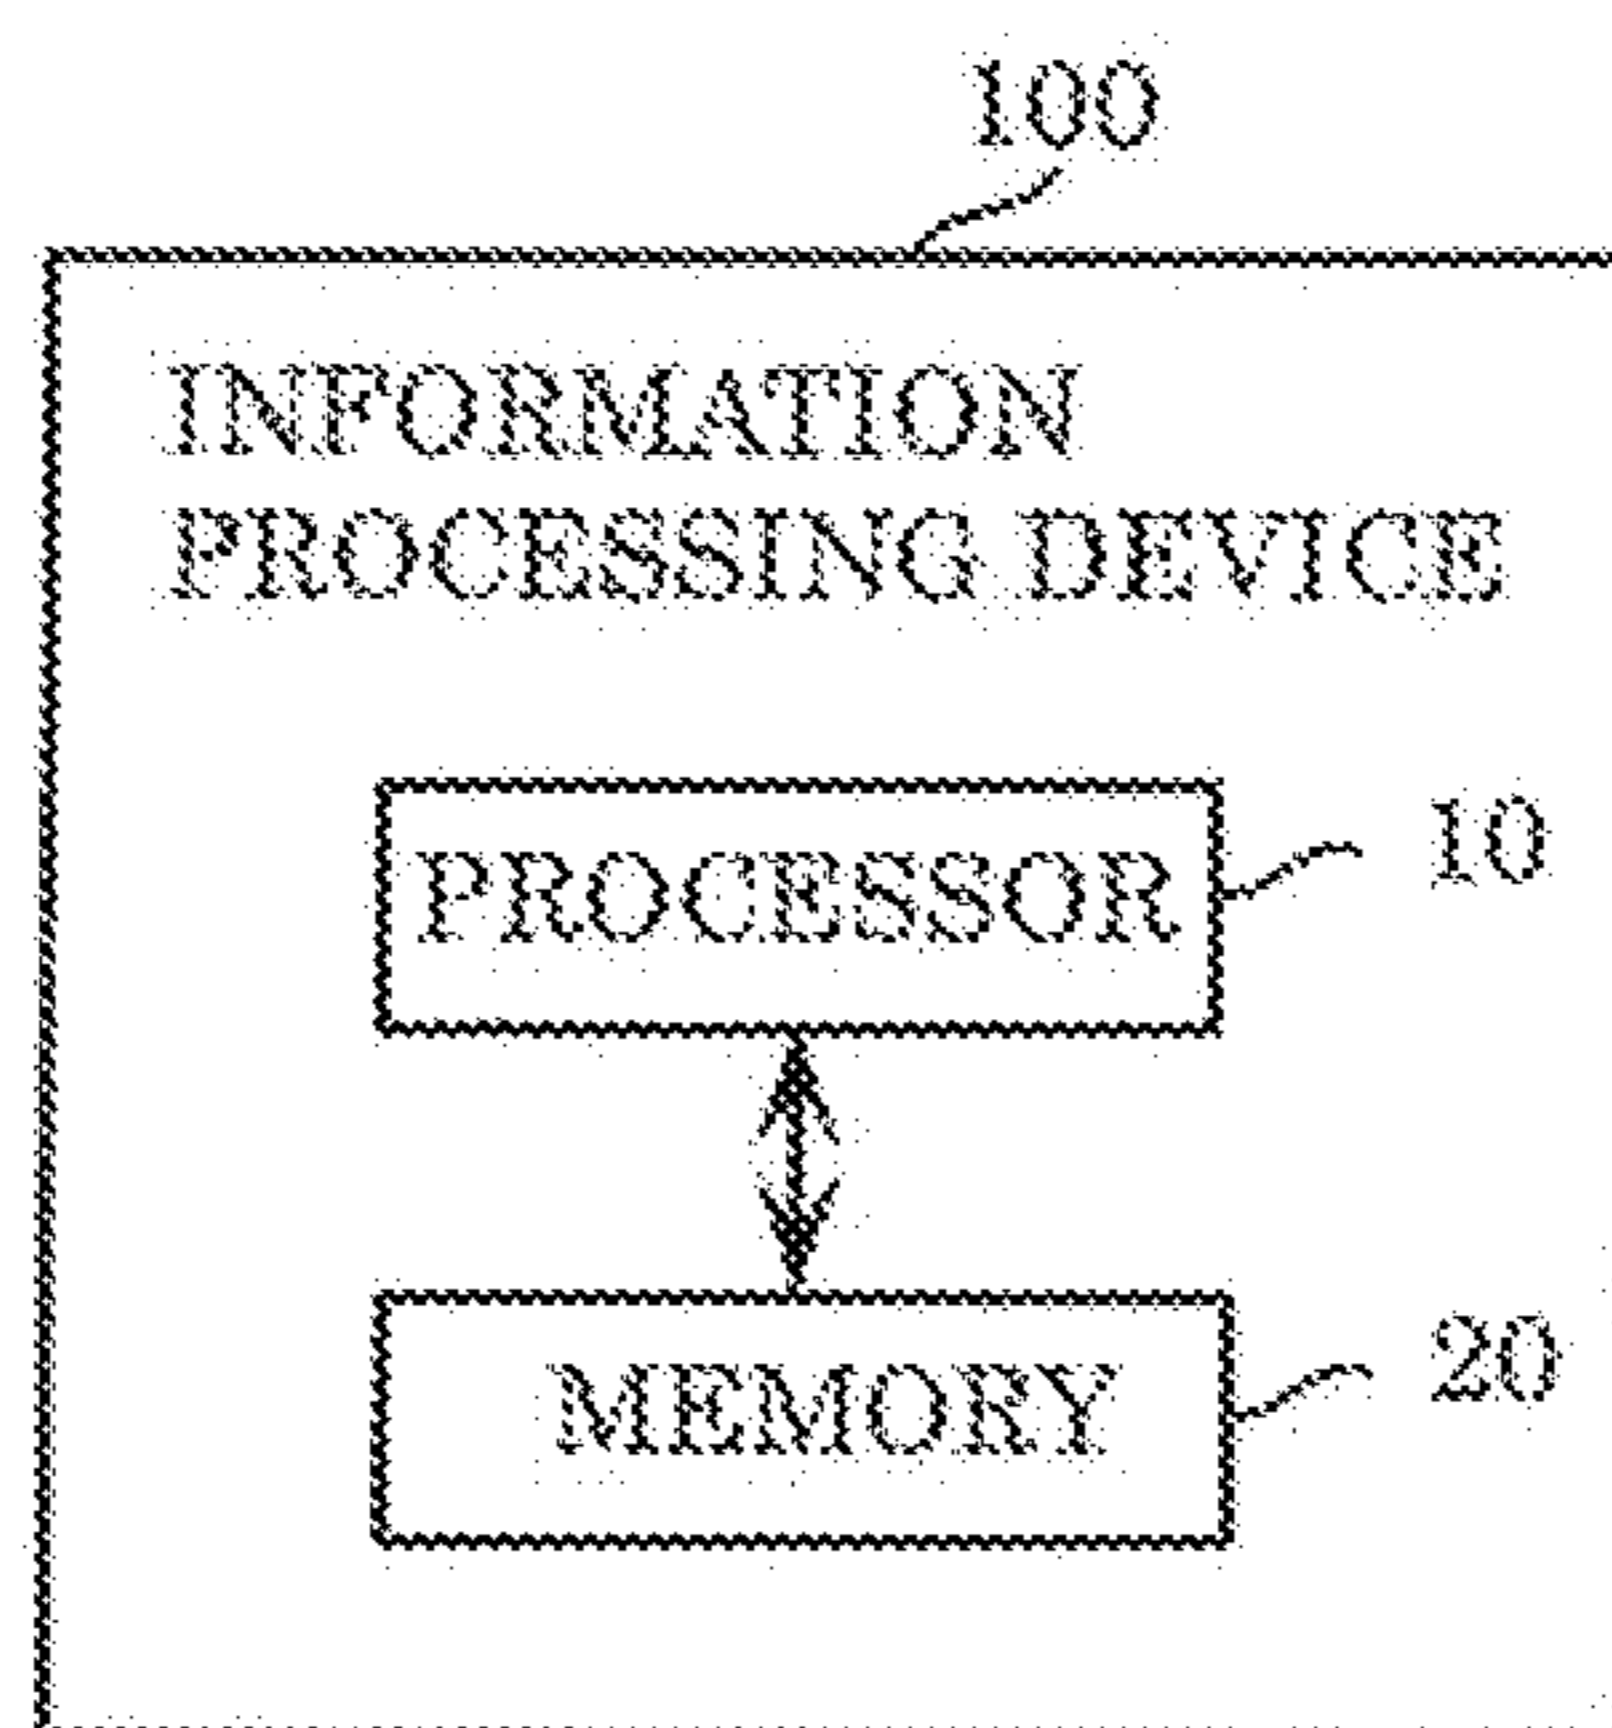 100
INFORMATION
PROCESSING DEVICE
PROCESSOR
10
MEMORY
20